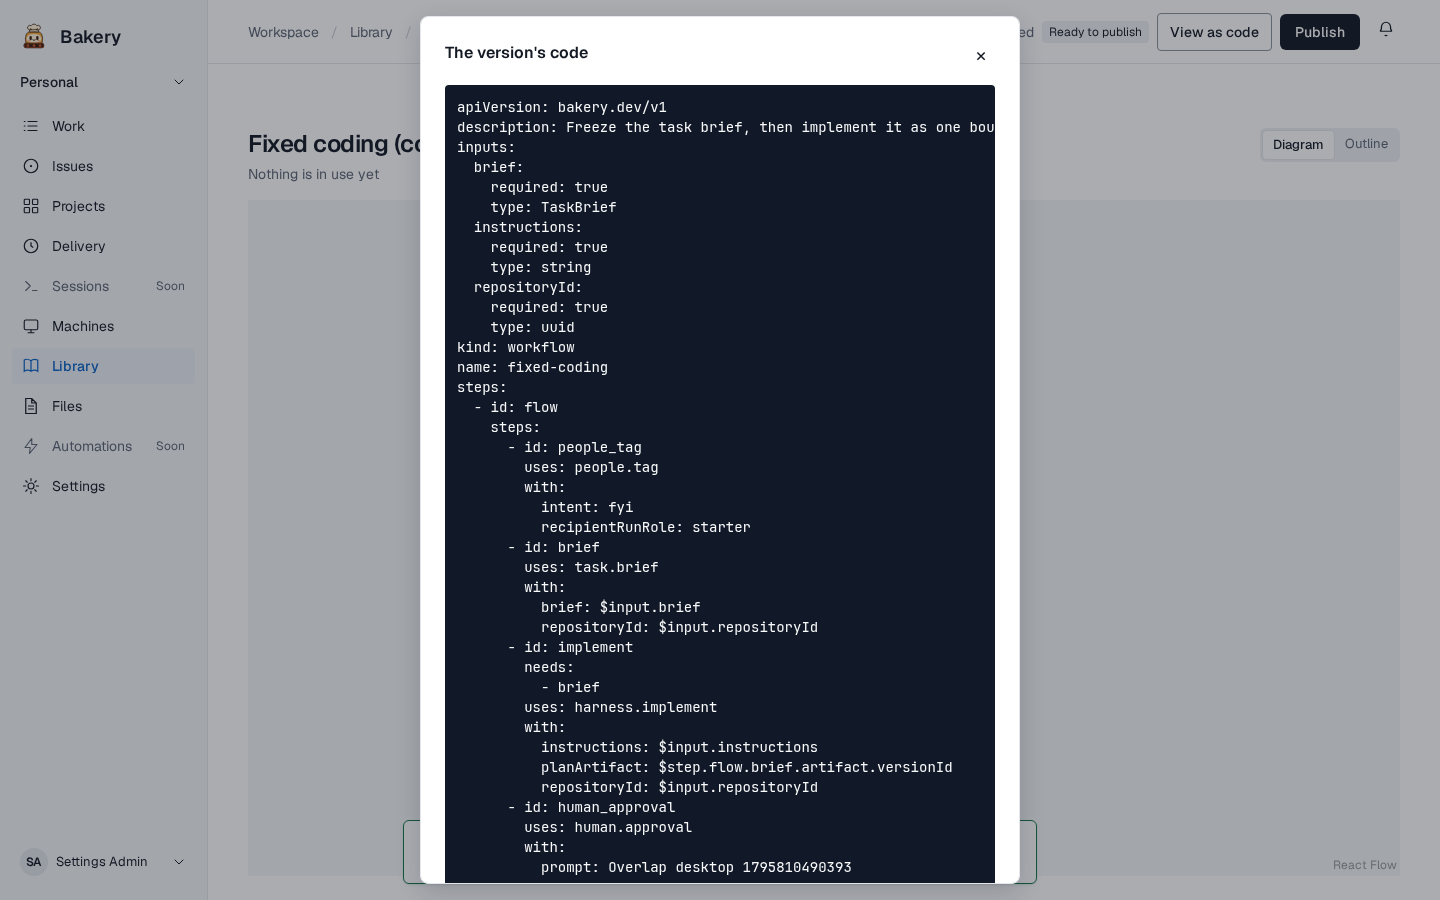 Bakery
Personal
Work
Issues
Projects
Delivery
Sessions Soon
Machines
Library
Files
Automations Soon
Settings
SA Settings Admin
Workspace / Library /
Ready to publish
View as code
Publish
Fixed coding
Nothing is in use yet
Diagram
Outline
The version's code
×
apiVersion: bakery.dev/v1
description: Freeze the task brief, then implement it as one
inputs:
  brief:
    required: true
    type: TaskBrief
  instructions:
    required: true
    type: string
  repositoryId:
    required: true
    type: uuid
kind: workflow
name: fixed-coding
steps:
  - id: flow
    steps:
      - id: people_tag
        uses: people.tag
        with:
          intent: fyi
          recipientRunRole: starter
      - id: brief
        uses: task.brief
        with:
          brief: $input.brief
          repositoryId: $input.repositoryId
      - id: implement
        needs:
          - brief
        uses: harness.implement
        with:
          instructions: $input.instructions
          planArtifact: $step.flow.brief.artifact.versionId
          repositoryId: $input.repositoryId
      - id: human_approval
        uses: human.approval
        with:
          prompt: Overlap desktop 1795810490393
React Flow